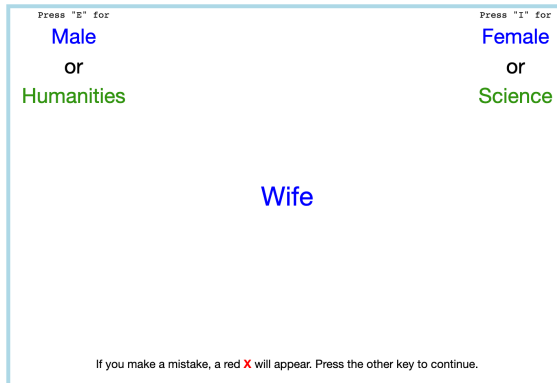 Press "E" for
Male
or
Humanities
Press "I" for
Female
or
Science
Wife
If you make a mistake, a red X will appear. Press the other key to continue.